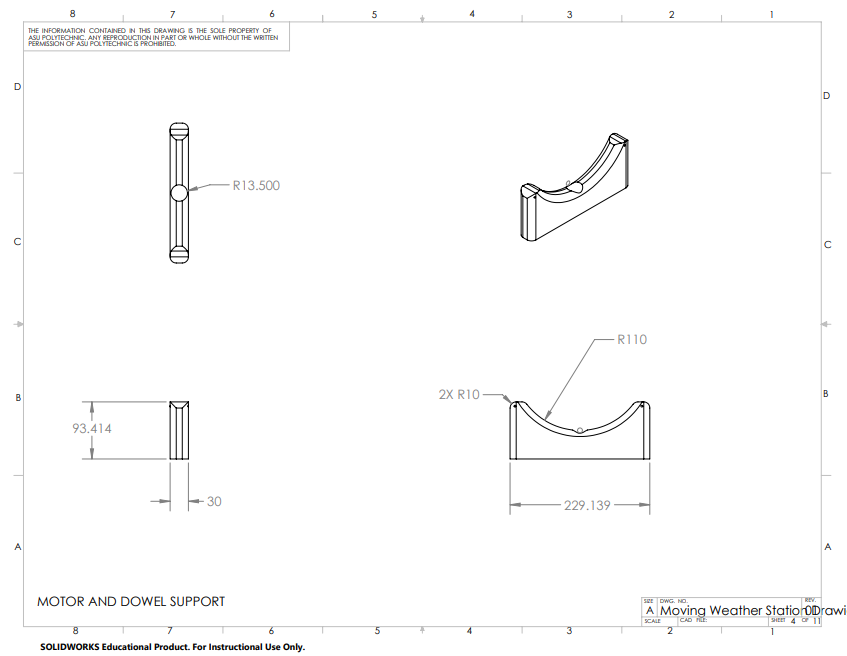 8 7 6 5 4 3 2 1
THE INFORMATION CONTAINED IN THIS DRAWING IS THE SOLE PROPERTY OF
ASU POLYTECHNIC. ANY REPRODUCTION IN PART OR WHOLE WITHOUT THE WRITTEN
PERMISSION OF ASU POLYTECHNIC IS PROHIBITED.
D D
R13.500
C C
R110
B B
2X R10
93.414
30
229.139
A A
MOTOR AND DOWEL SUPPORT
SIZE DWG. NO. REV.
A Moving Weather Station Drawi
SCALE CAD FILE: SHEET 4 OF 11
8 7 6 5 4 3 2 1
SOLIDWORKS Educational Product. For Instructional Use Only.